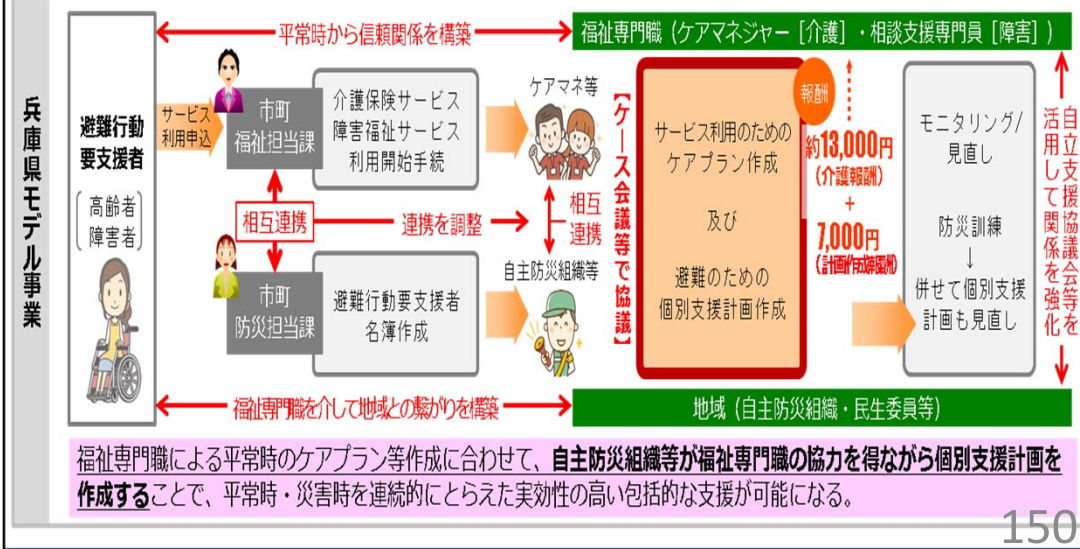 兵庫県モデル事業
平常時から信頼関係を構築
福祉専門職（ケアマネジャー［介護］・相談支援専門員［障害］）
避難行動
要支援者
高齢者
障害者
サービス
利用申込
市町
福祉担当課
介護保険サービス
障害福祉サービス
利用開始手続
ケアマネ等
相互連携
連携を調整
相互
連携
市町
防災担当課
避難行動要支援者
名簿作成
自主防災組織等
【ケース会議等で協議】
サービス利用のための
ケアプラン作成
及び
避難のための
個別支援計画作成
報酬
約13,000円
（介護報酬）
+
7,000円
（計画作成等報酬）
モニタリング/
見直し
防災訓練
↓
併せて個別支援
計画も見直し
自立支援協議会等を
活用して関係を強化
福祉専門職を介して地域との繋がりを構築
地域（自主防災組織・民生委員等）
福祉専門職による平常時のケアプラン等作成に合わせて、自主防災組織等が福祉専門職の協力を得ながら個別支援計画を
作成することで、平常時・災害時を連続的にとらえた実効性の高い包括的な支援が可能になる。
150